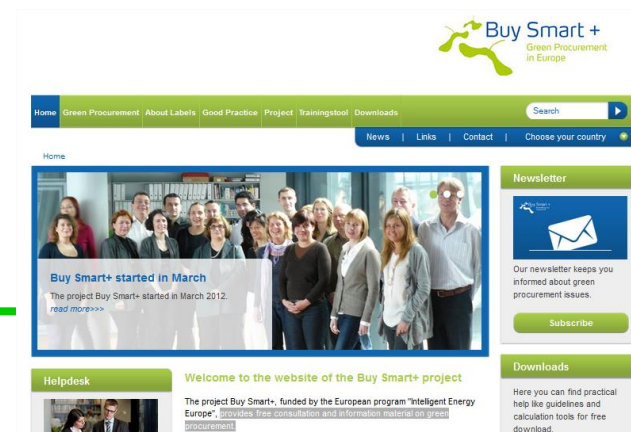 Buy Smart +
Green Procurement
in Europe
Home Green Procurement About Labels Good Practice Project Trainingstool Downloads
Search
News | Links | Contact | Choose your country
Home
Newsletter
Buy Smart+ started in March
The project Buy Smart+ started in March 2012.
read more>>>
Our newsletter keeps you
informed about green
procurement issues.
Subscribe
Helpdesk
Welcome to the website of the Buy Smart+ project
The project Buy Smart+, funded by the European program "Intelligent Energy
Europe", provides free consultation and information material on green
procurement.
Downloads
Here you can find practical
help like guidelines and
calculation tools for free
download.